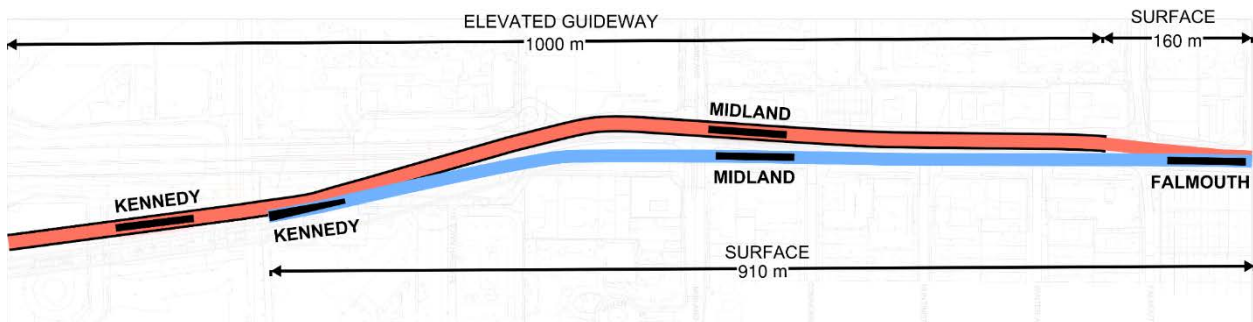 ELEVATED GUIDEWAY
1000 m
SURFACE
160 m
MIDLAND
KENNEDY
MIDLAND
FALMOUTH
KENNEDY
SURFACE
910 m